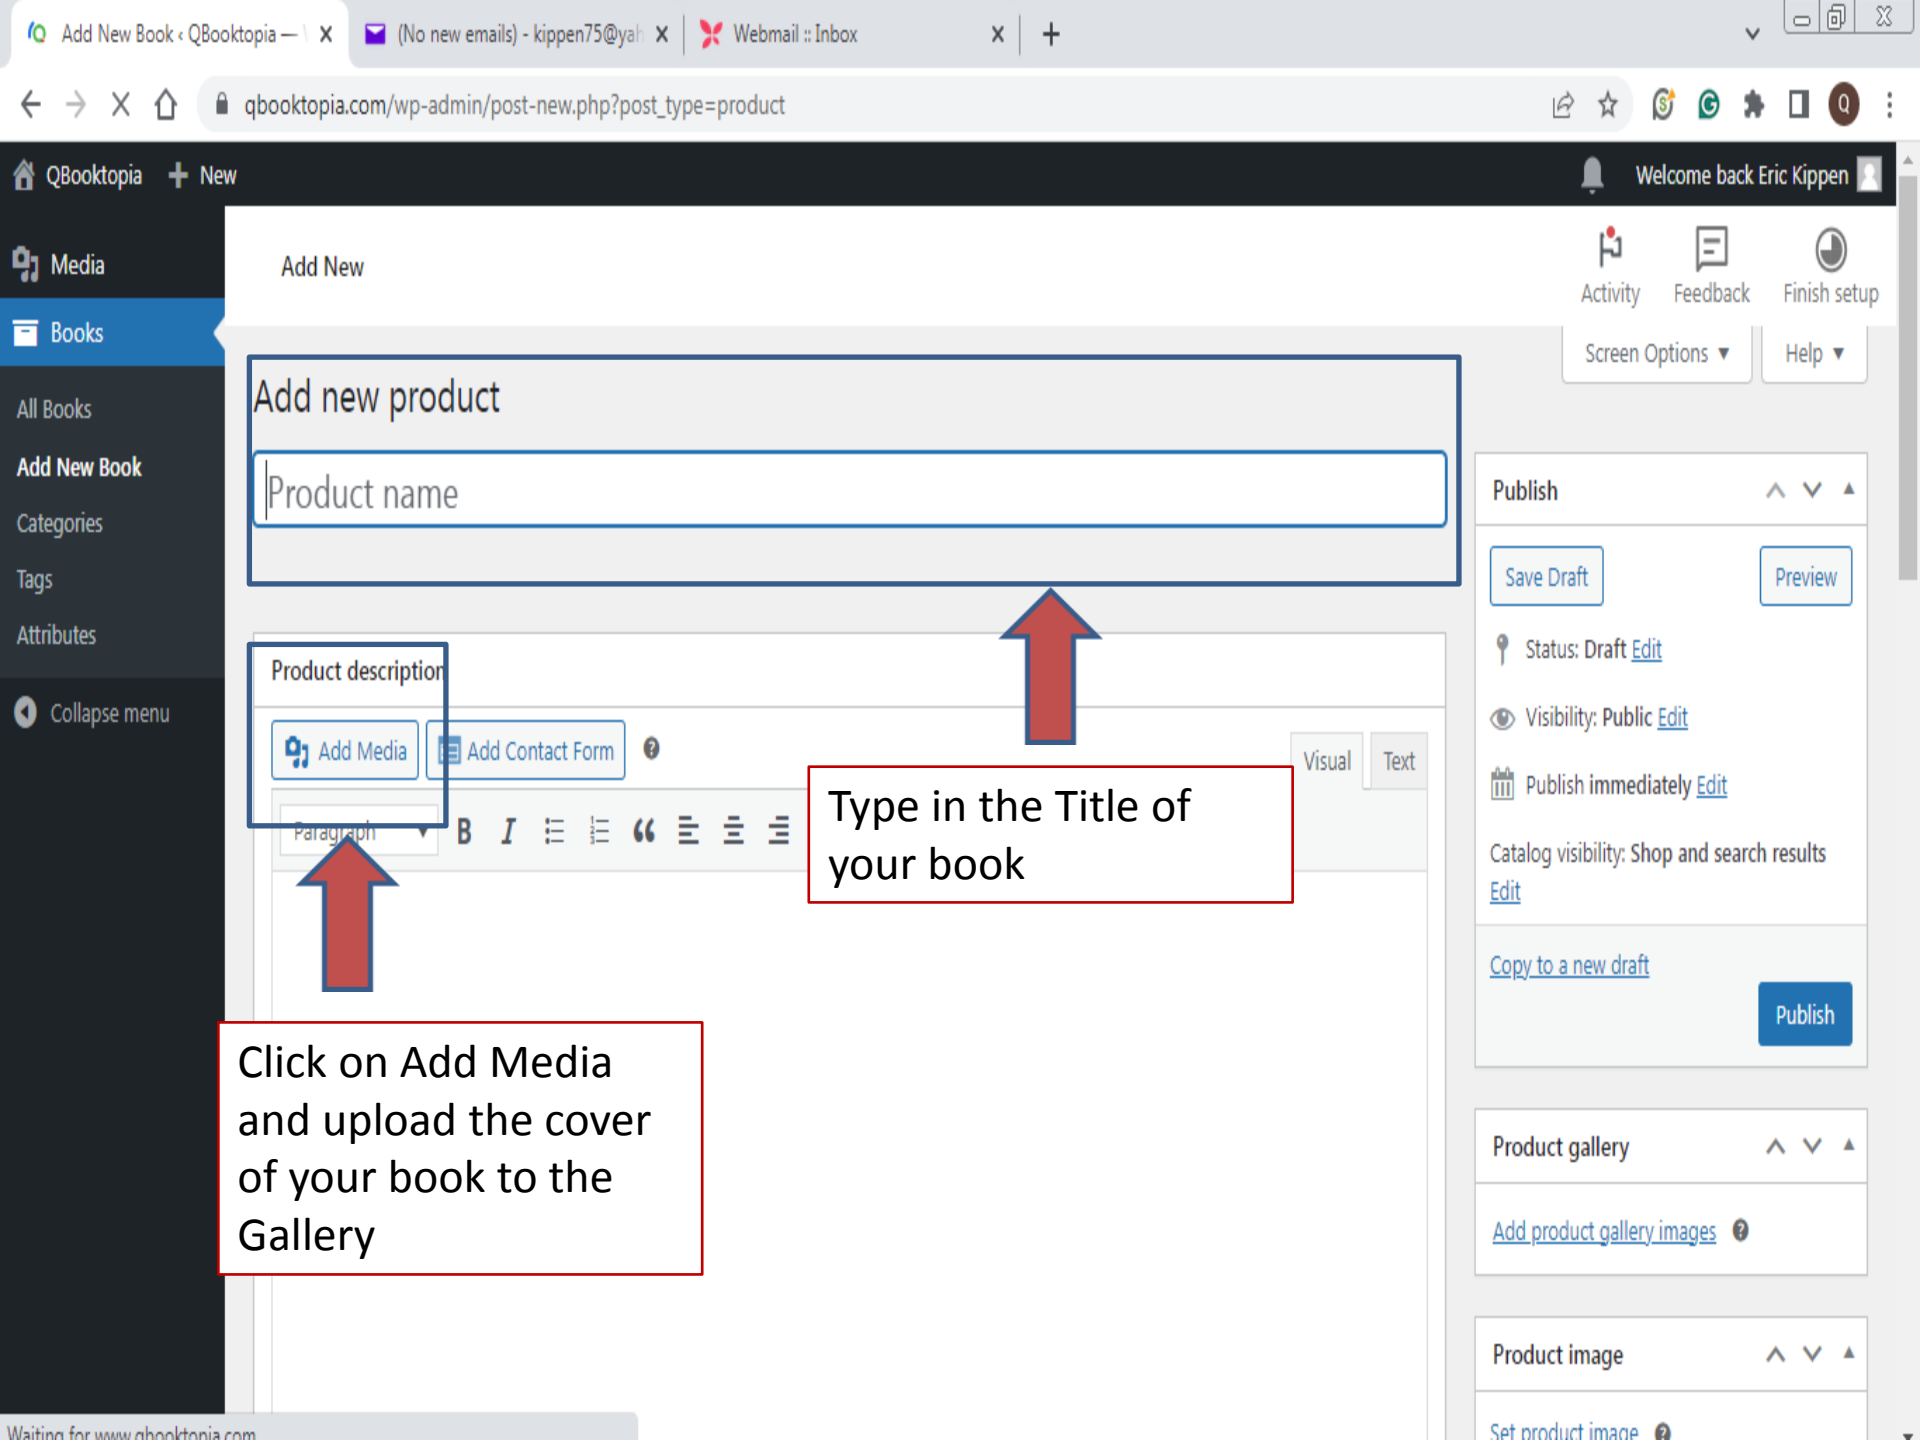 Add New Book ‹ QBooktopia —
(No new emails) - kippen75@yah
Webmail :: Inbox
qbooktopia.com/wp-admin/post-new.php?post_type=product
QBooktopia
New
Welcome back Eric Kippen
Media
Books
All Books
Add New Book
Categories
Tags
Attributes
Collapse menu
Add New
Activity
Feedback
Finish setup
Screen Options ▼
Help ▼
Add new product
Product name
Product description
Add Media
Add Contact Form
Visual
Text
Paragraph
Type in the Title of
your book
Click on Add Media
and upload the cover
of your book to the
Gallery
Publish
Save Draft
Preview
Status: Draft Edit
Visibility: Public Edit
Publish immediately Edit
Catalog visibility: Shop and search results
Edit
Copy to a new draft
Publish
Product gallery
Add product gallery images
Product image
Set product image
Waiting for www.qbooktopia.com